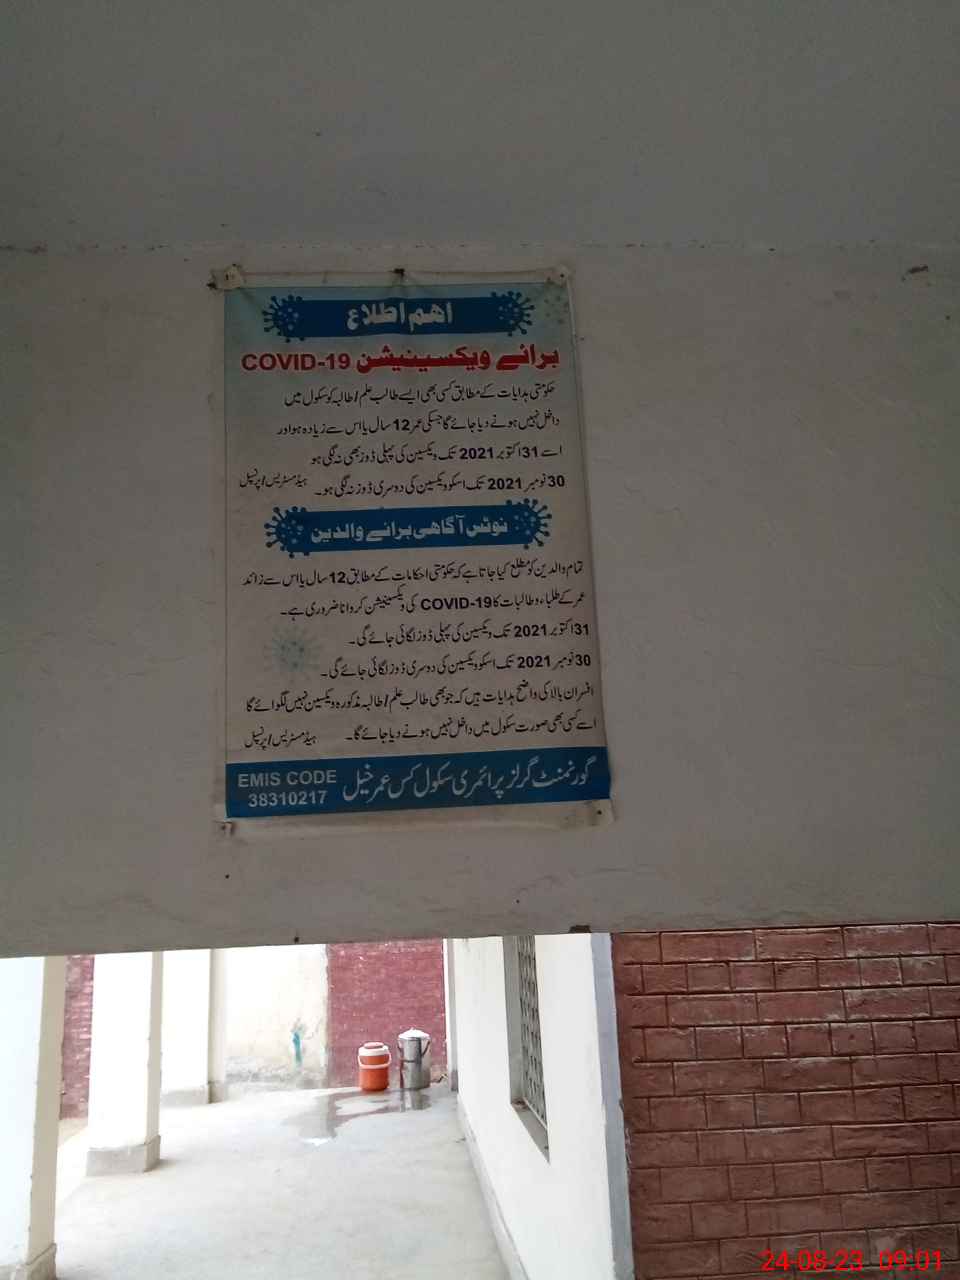 اہم اطلاع
برائے ویکسینیشن COVID-19
حکومتی ہدایات کے مطابق کسی بھی ایسے طالب علم/طالبہ کو سکول میں
داخل نہیں ہونے دیا جائے گا جسکی عمر 12 سال یا اس سے زیادہ ہو اور
اسے 31 اکتوبر 2021 تک ویکسین کی پہلی ڈوز بھی نہ لگی ہو
30 نومبر 2021 تک اسکو ویکسین کی دوسری ڈوز نہ لگی ہو۔ ہیڈ مسٹریس/پرنسپل
نوٹس آگاهی برائے والدین
تمام والدین کو مطلع کیا جاتا ہے کہ حکومتی احکامات کے مطابق 12 سال یا اس سے زائد
عمر کے طلباء و طالبات کا COVID-19 کی ویکسینیشن کروانا ضروری ہے۔
31 اکتوبر 2021 تک ویکسین کی پہلی ڈوز لگائی جائے گی۔
30 نومبر 2021 تک اسکو ویکسین کی دوسری ڈوز لگائی جائے گی۔
افسران بالا کی واضح ہدایات ہیں کہ جو بھی طالب علم/طالبہ مذکورہ ویکسین نہیں لگوائے گا
اسے کسی بھی صورت سکول میں داخل نہیں ہونے دیا جائے گا۔ ہیڈ مسٹریس/پرنسپل
گورنمنٹ گرلز پرائمری سکول کس عمر خیل
EMIS CODE
38310217
24-08-23 09:01